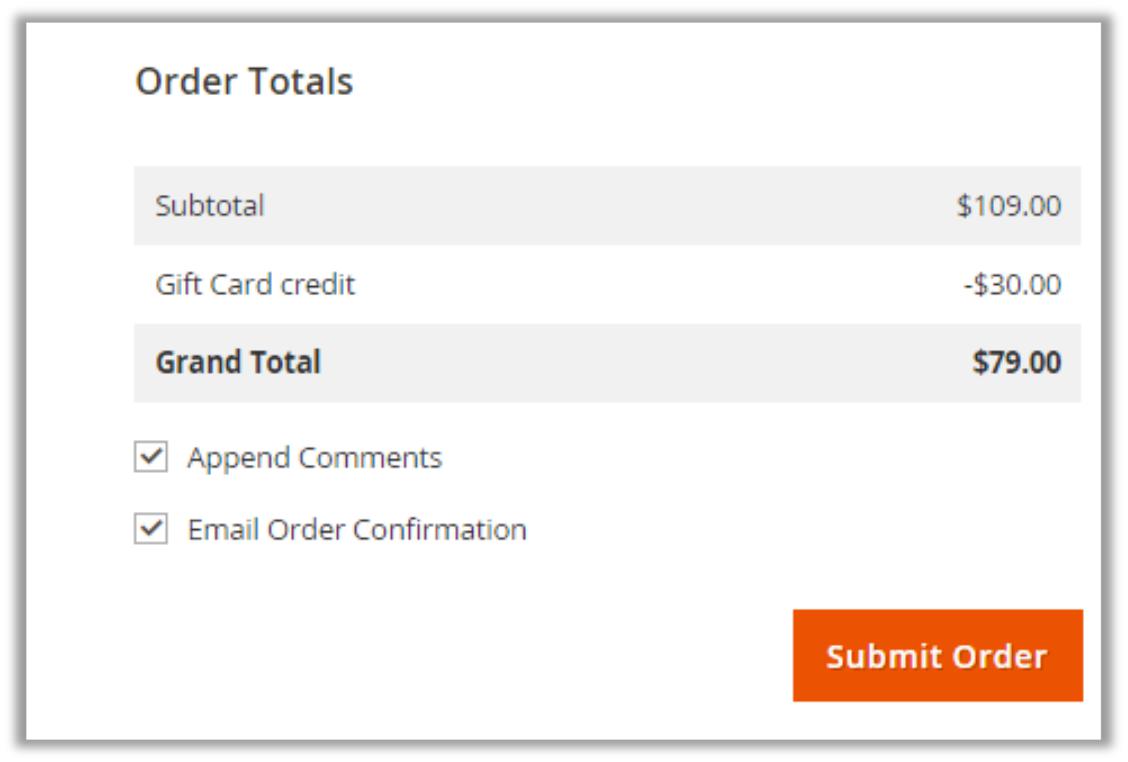 Order Totals
Subtotal $109.00
Gift Card credit -$30.00
Grand Total $79.00
Append Comments
Email Order Confirmation
Submit Order